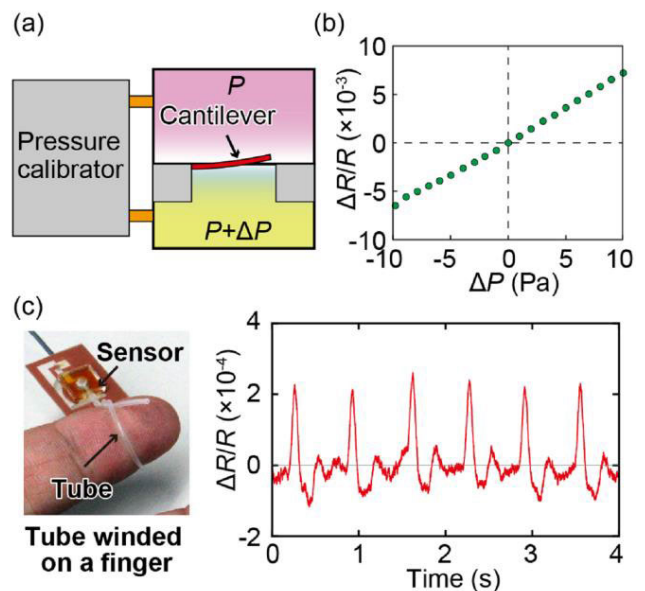 (a)
P
Cantilever
Pressure
calibrator
P+ΔP
(b)
ΔR/R (×10⁻³)
10
5
0
-5
-10
-10
-5
0
5
10
ΔP (Pa)
(c)
Sensor
Tube
Tube winded
on a finger
ΔR/R (×10⁻⁴)
4
2
0
-2
0
1
2
3
4
Time (s)